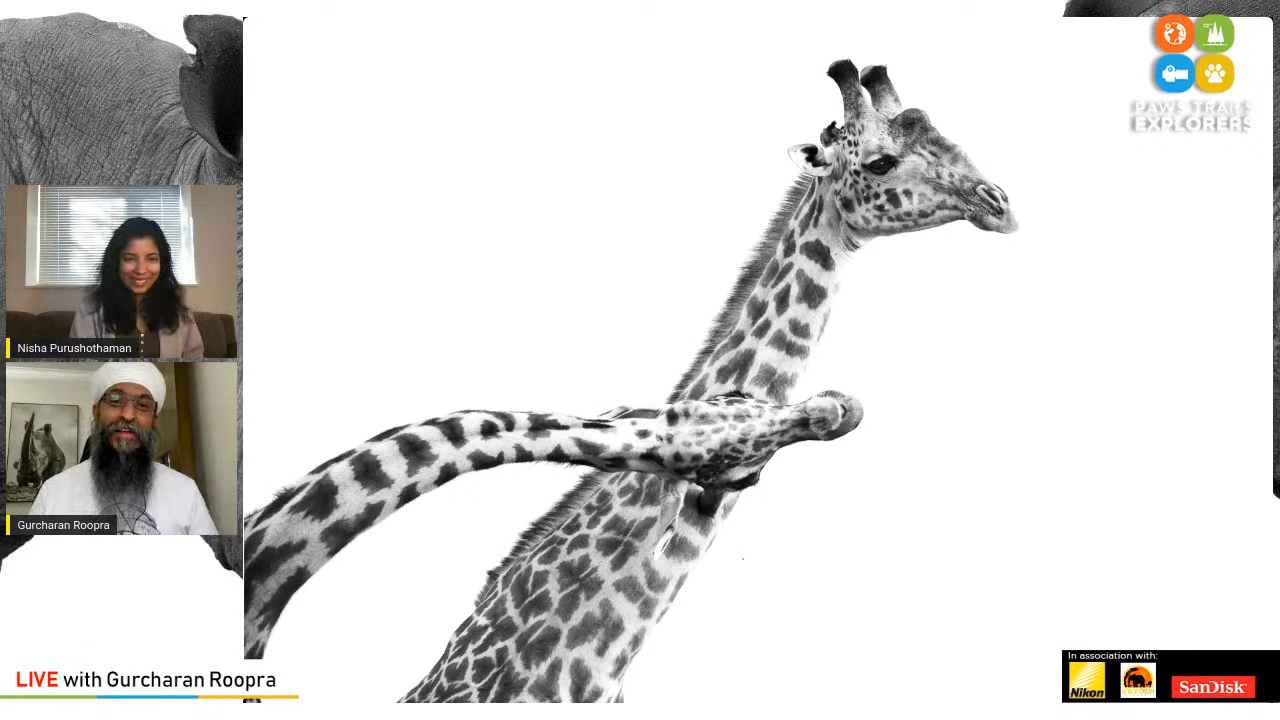 PAWS TRAILS
EXPLORERS
Nisha Purushothaman
Gurcharan Roopra
LIVE with Gurcharan Roopra
In association with:
Nikon
SanDisk